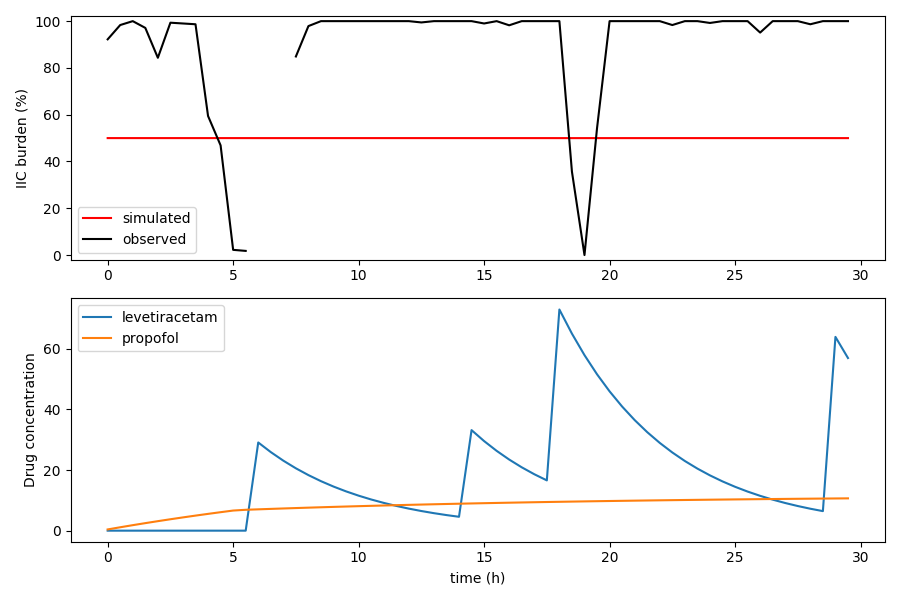 100
80
60
40
20
0
IIC burden (%)
simulated
observed
0 5 10 15 20 25 30
levetiracetam
propofol
60
40
20
0
Drug concentration
0 5 10 15 20 25 30
time (h)